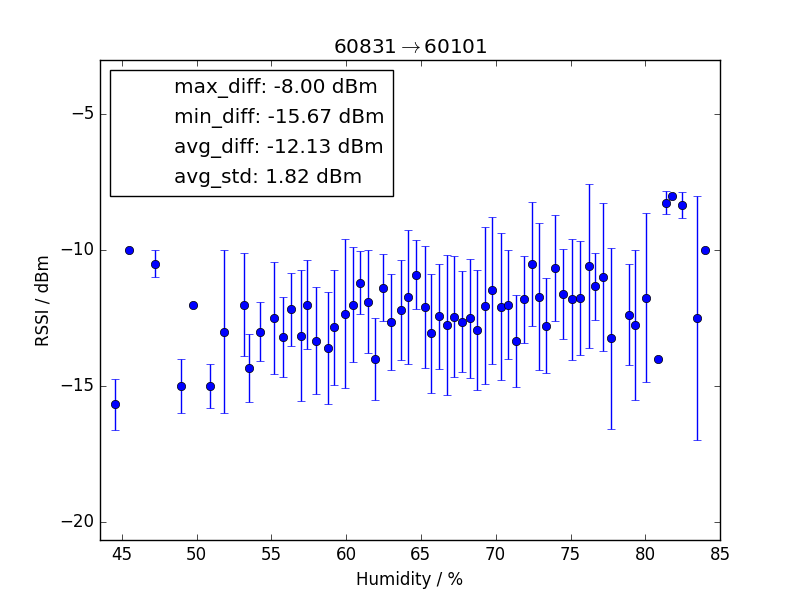 60831→60101
max_diff: -8.00 dBm
min_diff: -15.67 dBm
avg_diff: -12.13 dBm
avg_std: 1.82 dBm
RSSI / dBm
−5
−10
−15
−20
45 50 55 60 65 70 75 80 85
Humidity / %